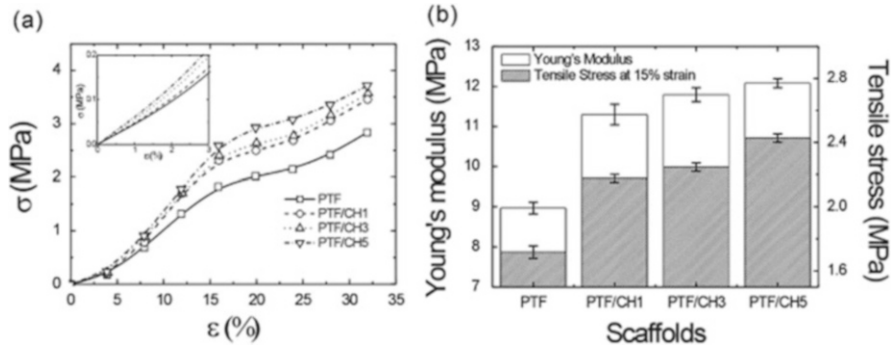 (a)
σ (MPa)
4
3
2
1
0
0 5 10 15 20 25 30 35
ε (%)
σ (MPa)
0.1
0.0
0 1 2 3
ε(%)
PTF
PTF/CH1
PTF/CH3
PTF/CH5
(b)
Young's modulus (MPa)
13
12
11
10
9
8
7
Young's Modulus
Tensile Stress at 15% strain
2.8
2.4
2.0
1.6
Tensile stress
(MPa)
PTF PTF/CH1 PTF/CH3 PTF/CH5
Scaffolds